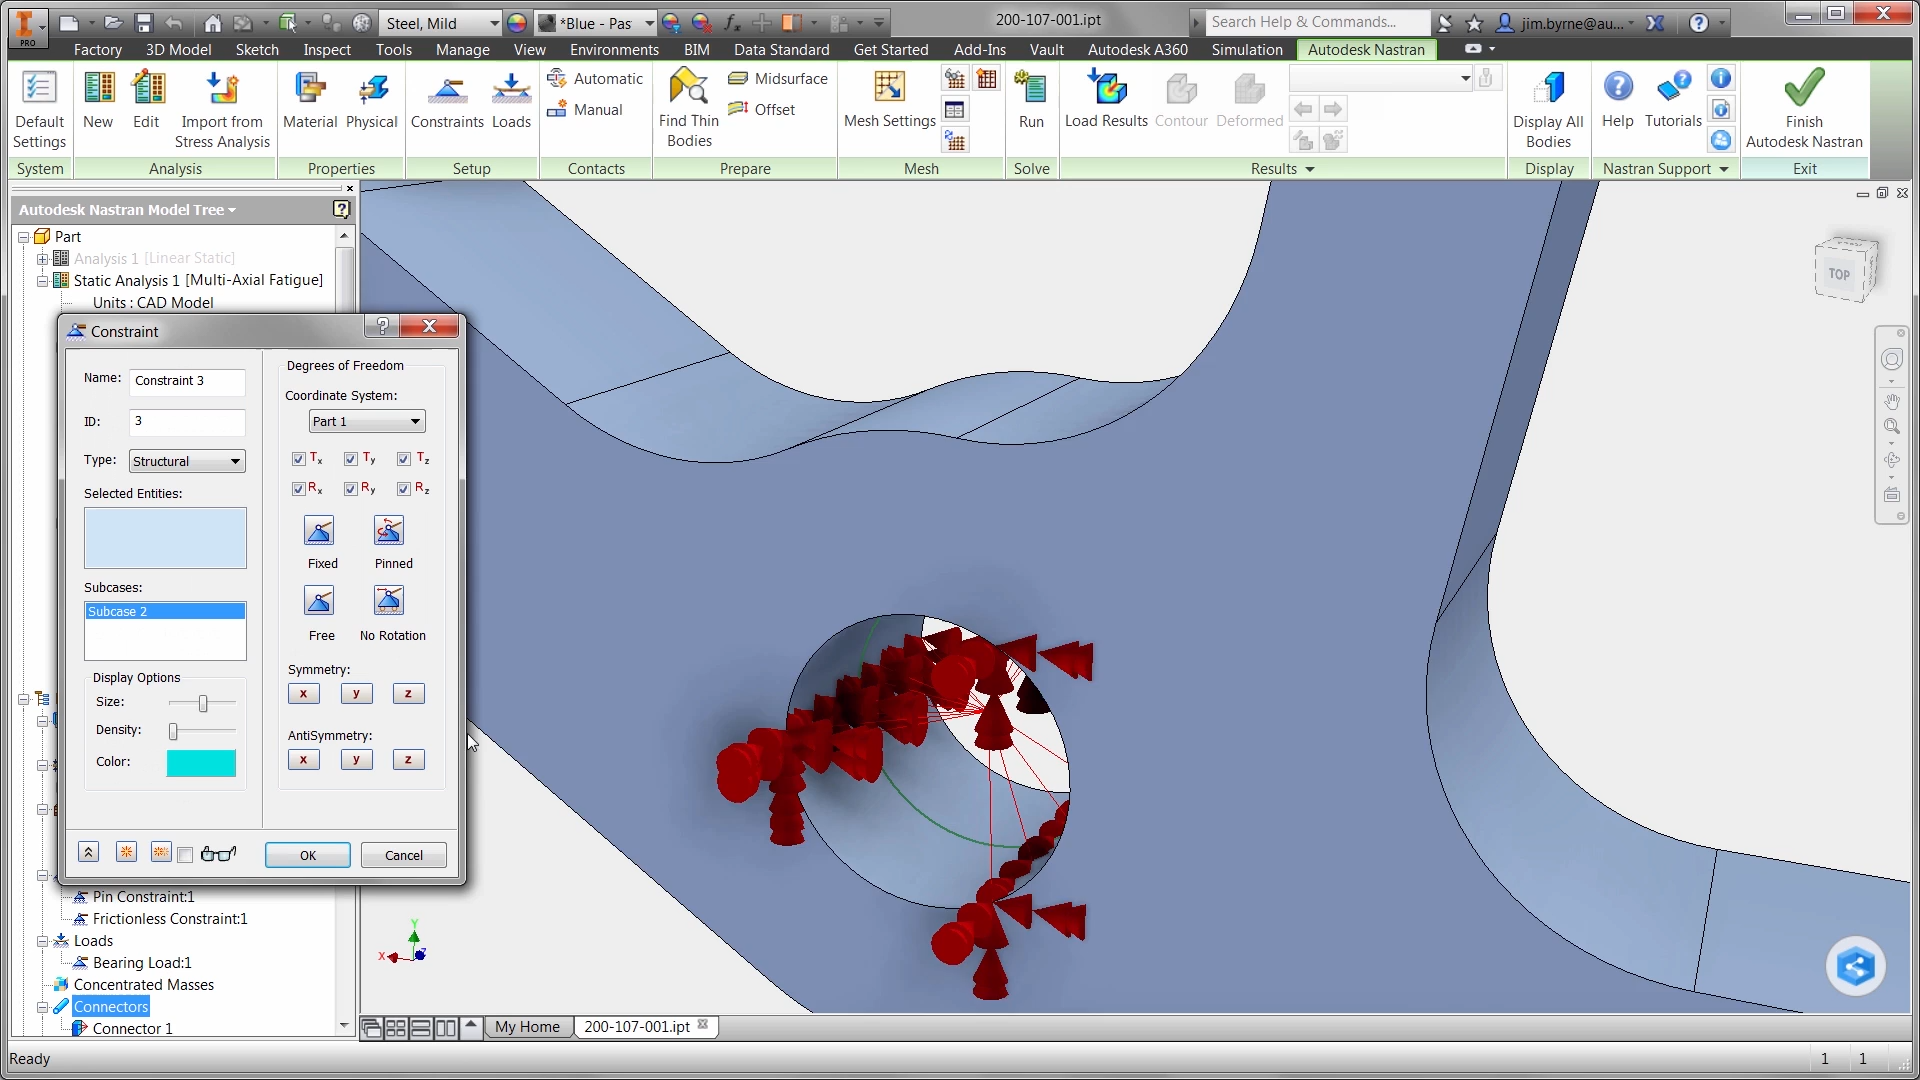 PRO
Steel, Mild
*Blue - Pas
200-107-001.ipt
Search Help & Commands...
jim.byrne@au...
Factory 3D Model Sketch Inspect Tools Manage View Environments BIM Data Standard Get Started Add-Ins Vault Autodesk A360 Simulation Autodesk Nastran
Default Settings
New
Edit
Import from Stress Analysis
Material
Physical
Constraints
Loads
Automatic
Manual
Find Thin Bodies
Midsurface
Offset
Mesh Settings
Run
Load Results
Contour
Deformed
Display All Bodies
Help
Tutorials
Finish Autodesk Nastran
System Analysis Properties Setup Contacts Prepare Mesh Solve Results Display Nastran Support Exit
Autodesk Nastran Model Tree
Part
Analysis 1 [Linear Static]
Static Analysis 1 [Multi-Axial Fatigue]
Units : CAD Model
Constraint
Name: Constraint 3
ID: 3
Type: Structural
Selected Entities:
Subcases:
Subcase 2
Display Options
Size:
Density:
Color:
Degrees of Freedom
Coordinate System:
Part 1
Tx Ty Tz
Rx Ry Rz
Fixed Pinned
Free No Rotation
Symmetry:
x y z
AntiSymmetry:
x y z
OK Cancel
Pin Constraint:1
Frictionless Constraint:1
Loads
Bearing Load:1
Concentrated Masses
Connectors
Connector 1
TOP
Y
X
Z
My Home 200-107-001.ipt
Ready
1 1